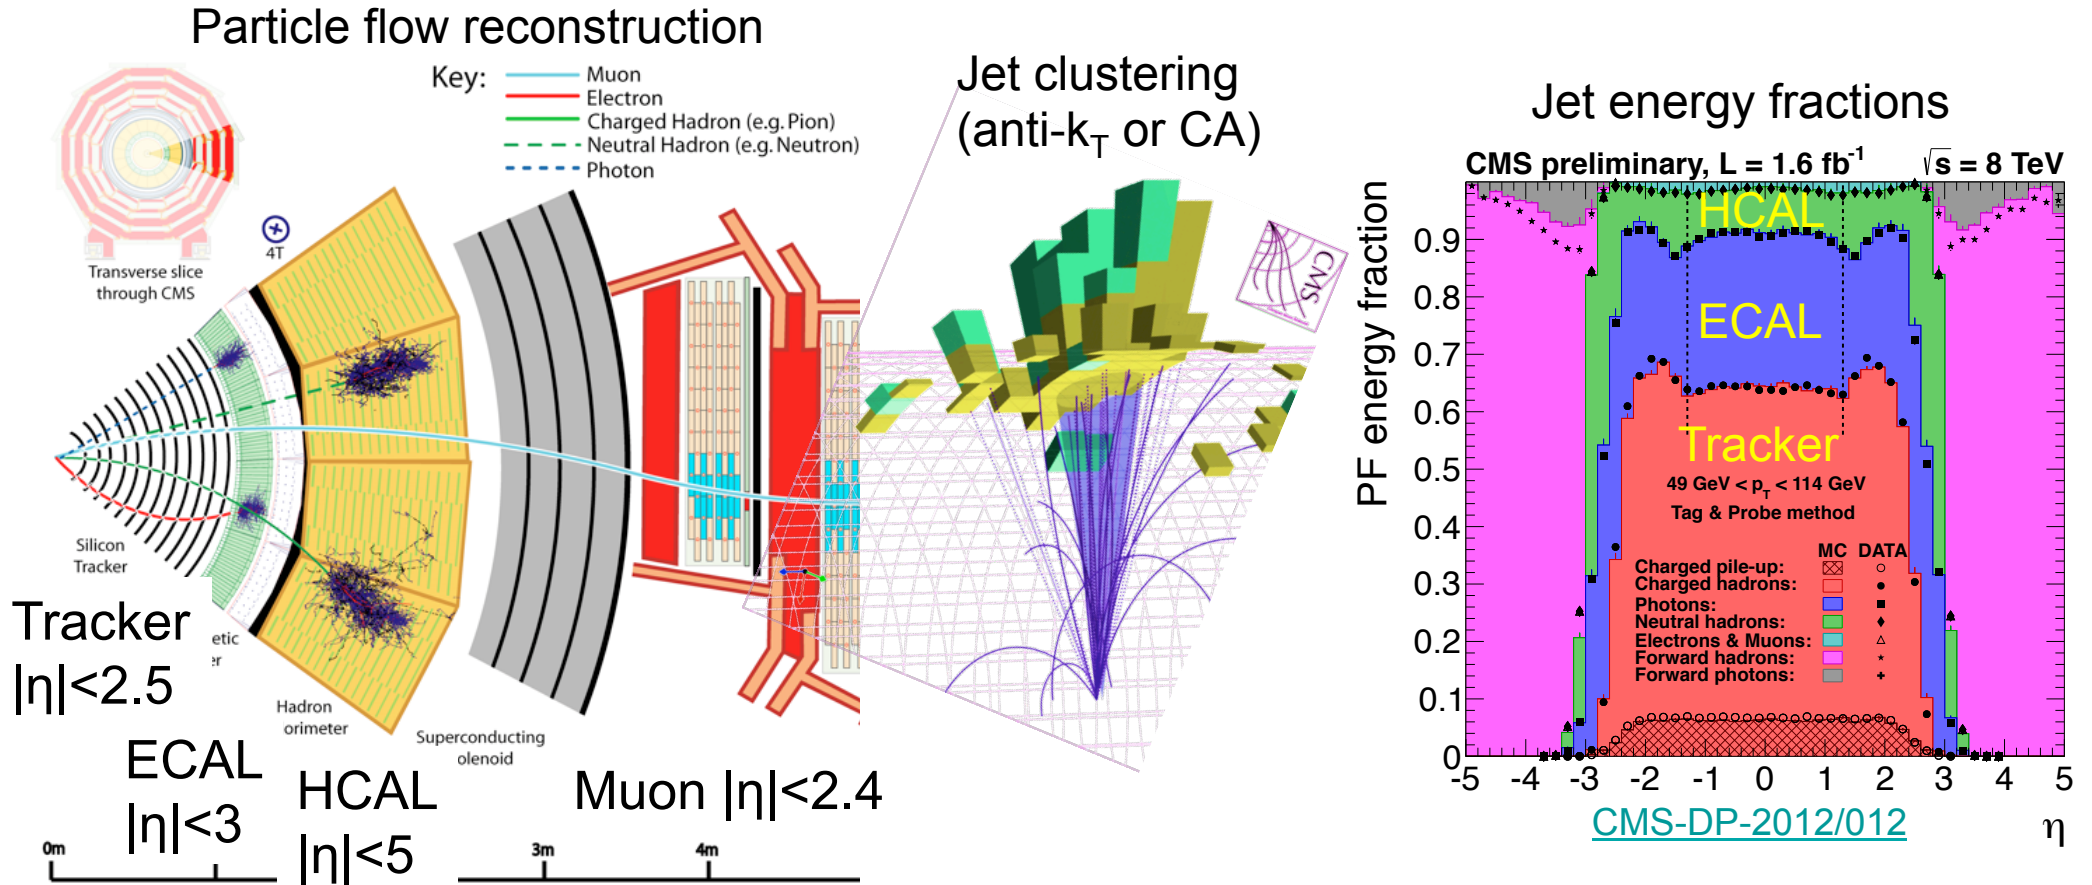 Particle flow reconstruction
Key:
Muon
Electron
Charged Hadron (e.g. Pion)
Neutral Hadron (e.g. Neutron)
Photon
Transverse slice
through CMS
4T
Silicon
Tracker
Tracker
|η|<2.5
etic
er
Hadron
orimeter
Superconducting
olenoid
ECAL
|η|<3
HCAL
|η|<5
Muon |η|<2.4
0m
3m
4m
Jet clustering
(anti-kT or CA)
CMS
Jet energy fractions
CMS preliminary, L = 1.6 fb-1
√s = 8 TeV
PF energy fraction
HCAL
ECAL
Tracker
49 GeV < pT < 114 GeV
Tag & Probe method
MC DATA
Charged pile-up:
Charged hadrons:
Photons:
Neutral hadrons:
Electrons & Muons:
Forward hadrons:
Forward photons:
0.9
0.8
0.7
0.6
0.5
0.4
0.3
0.2
0.1
0
-5 -4 -3 -2 -1 0 1 2 3 4 5
CMS-DP-2012/012
η